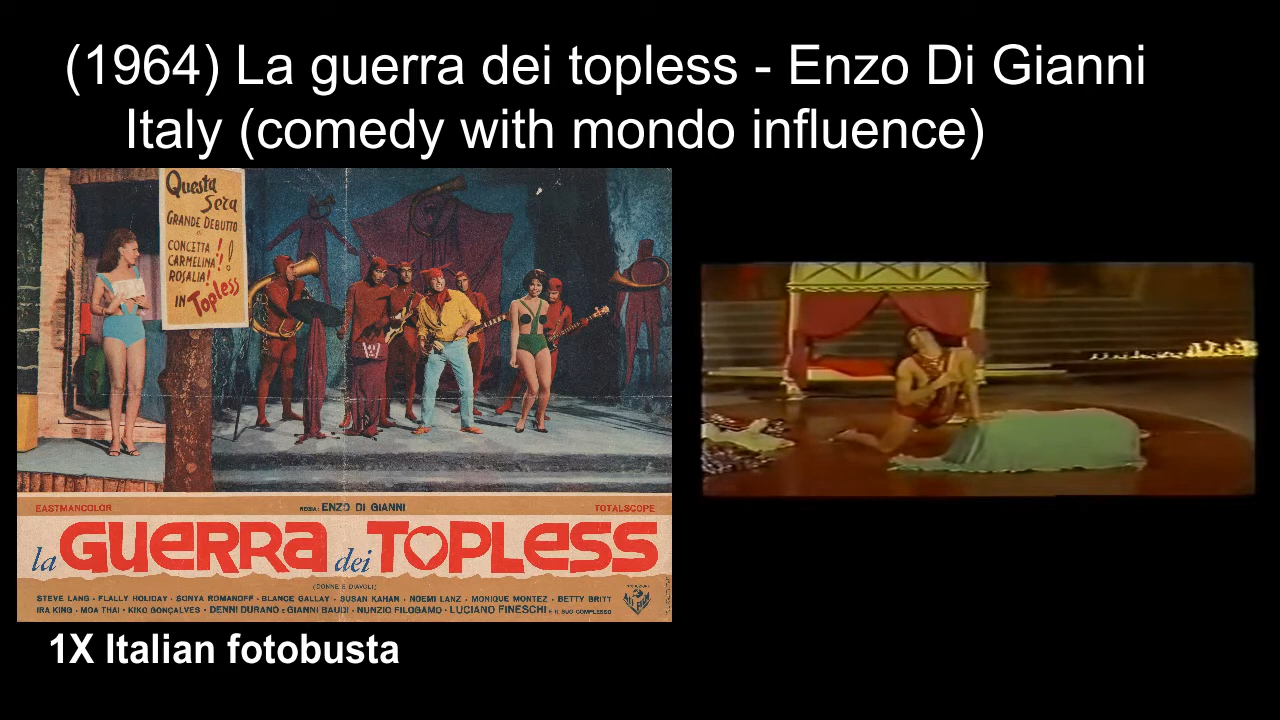 (1964) La guerra dei topless - Enzo Di Gianni
Italy (comedy with mondo influence)
Questa
Sera
GRANDE DEBUTTO
CONCETTA
CARMELINA
ROSALIA!
!!
IN Topless
EASTMANCOLOR
REGIA: ENZO DI GIANNI
TOTALSCOPE
la GUERRA dei TOPLESS
(DONNE E DIAVOLI)
STEVE LANG - FLALLY HOLIDAY - SONYA ROMANOFF - BLANCE GALLAY - SUSAN KAHAN - NOEMI LANZ - MONIQUE MONTEZ - BETTY BRITT
IRA KING - MOA THAI - KIKO GONÇALVES - DENNI DURANO - GIANNI BAUDI - NUNZIO FILOGAMO - LUCIANO FINESCHI E IL SUO COMPLESSO
1X Italian fotobusta